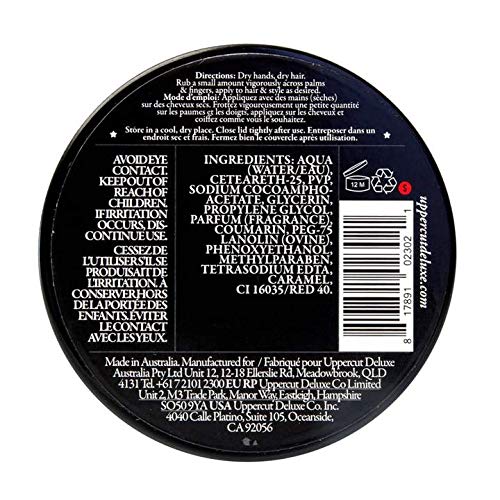 Directions: Dry hands, dry hair.
Rub a small amount vigorously across palms
& fingers, apply to hair & style as desired.
Mode d'emploi: Appliquez avec des mains (sèches)
sur des cheveux secs. Frottez vigoureusement une petite quantité
sur les paumes et les doigts, appliquez sur les cheveux et
coiffez comme vous le souhaitez.
Store in a cool, dry place. Close lid tightly after use. Entreposer dans un
endroit sec et frais. Fermez bien le couvercle après utilisation.
AVOID EYE
CONTACT.
KEEP OUT OF
REACH OF
CHILDREN.
IF IRRITATION
OCCURS, DIS-
CONTINUE USE.
CESSEZ DE
L'UTILISER S'IL SE
PRODUISAIT DE
L'IRRITATION. À
CONSERVER HORS
DE LA PORTÉE DES
ENFANTS. ÉVITER
LE CONTACT
AVEC LES YEUX.
INGREDIENTS: AQUA
(WATER/EAU),
CETEARETH-25, PVP,
SODIUM COCOAMPHO-
ACETATE, GLYCERIN,
PROPYLENE GLYCOL,
PARFUM (FRAGRANCE),
COUMARIN, PEG-75
LANOLIN (OVINE),
PHENOXYETHANOL,
METHYLPARABEN,
TETRASODIUM EDTA,
CARAMEL,
CI 16035/RED 40.
12 M
8 17891 02302 1
uppercutdeluxe.com
Made in Australia. Manufactured for / Fabriqué pour Uppercut Deluxe
Australia Pty Ltd Unit 12, 12-18 Ellerslie Rd, Meadowbrook, QLD
4131 Tel +61 7 2101 2300 EU RP Uppercut Deluxe Co Limited
Unit 2, M3 Trade Park, Manor Way, Eastleigh, Hampshire
SO50 9YA USA Uppercut Deluxe Co. Inc.
4040 Calle Platino, Suite 105, Oceanside,
CA 92056